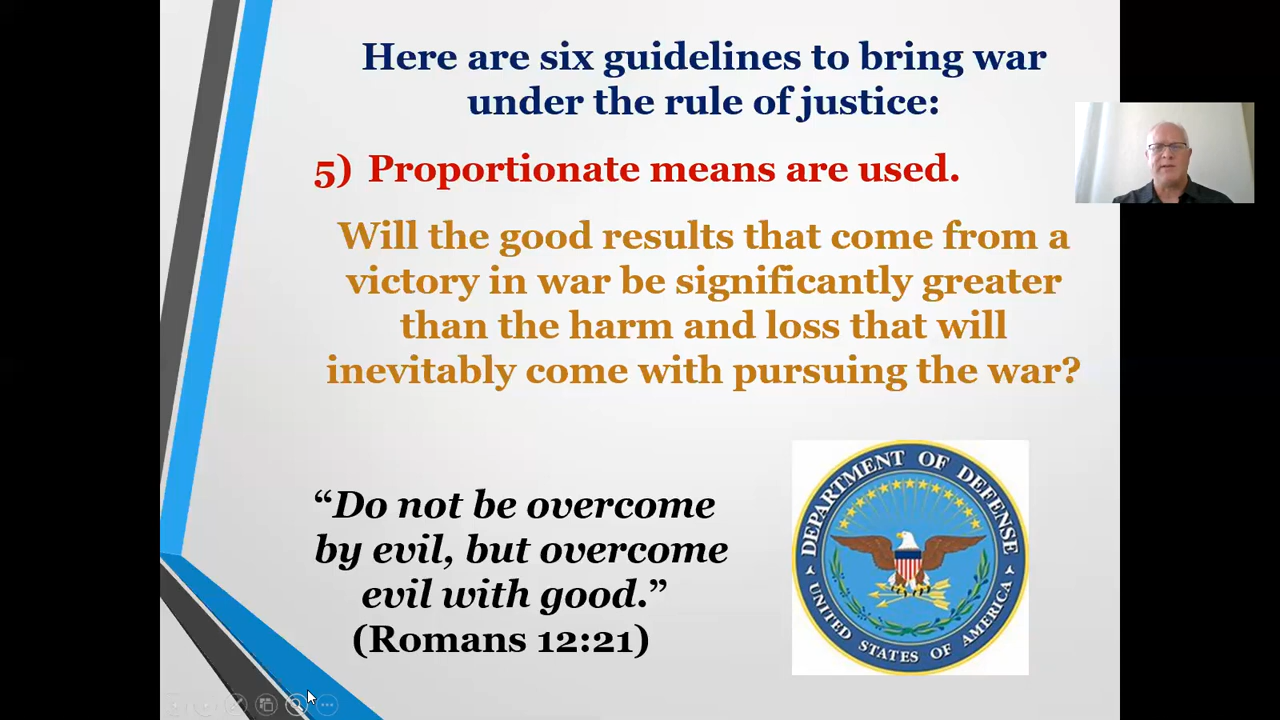 Here are six guidelines to bring war
under the rule of justice:
5) Proportionate means are used.
Will the good results that come from a
victory in war be significantly greater
than the harm and loss that will
inevitably come with pursuing the war?
“Do not be overcome
by evil, but overcome
evil with good.”
(Romans 12:21)
DEPARTMENT OF DEFENSE
UNITED STATES OF AMERICA